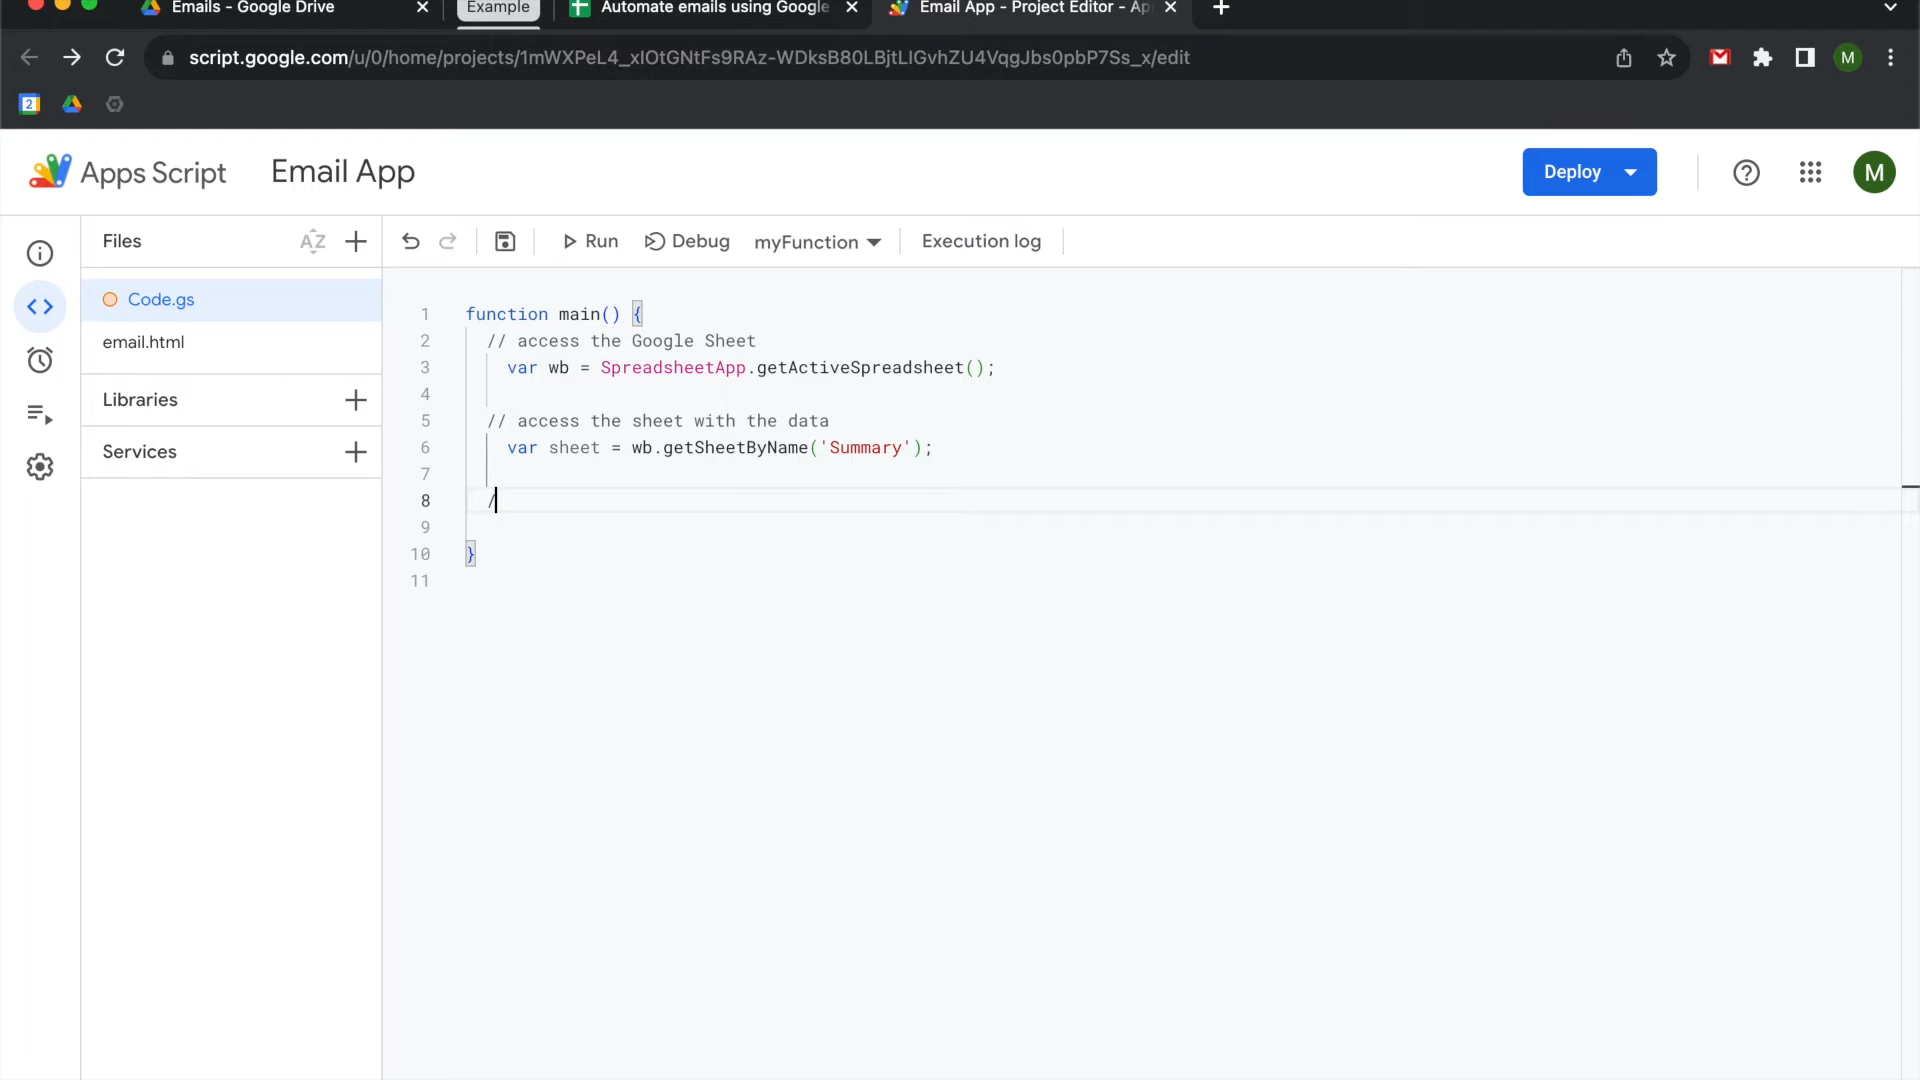 Emails - Google Drive
Example
Automate emails using Google
Email App - Project Editor - Ap
script.google.com/u/0/home/projects/1mWXPeL4_xIOtGNtFs9RAz-WDksB80LBjtLIGvhZU4VqgJbs0pbP7Ss_x/edit
M
2
Apps Script
Email App
Deploy
M
Files
AZ
Run
Debug
myFunction
Execution log
Code.gs
email.html
Libraries
Services
1 function main() {
2 // access the Google Sheet
3 var wb = SpreadsheetApp.getActiveSpreadsheet();
4
5 // access the sheet with the data
6 var sheet = wb.getSheetByName('Summary');
7
8 /
9
10 }
11